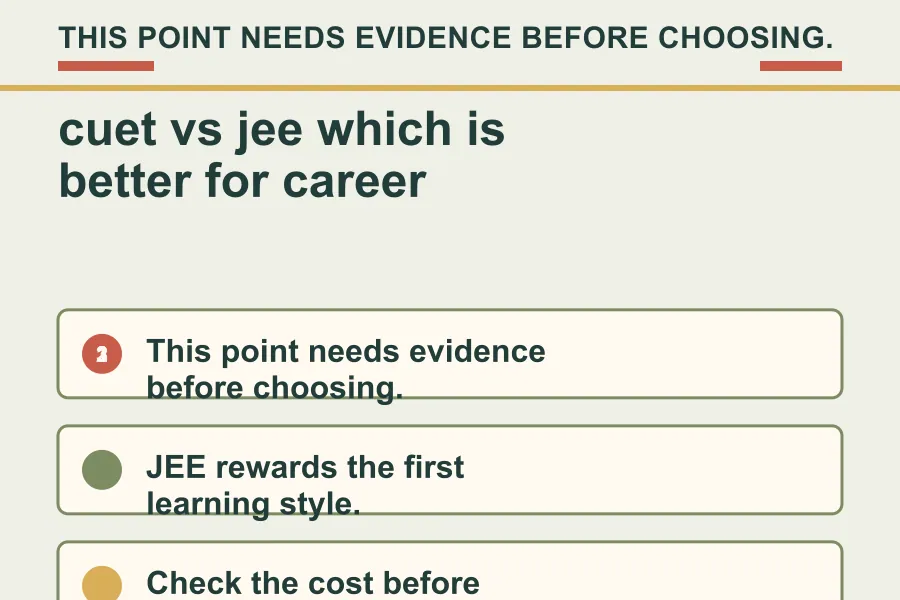 THIS POINT NEEDS EVIDENCE BEFORE CHOOSING.
cuet vs jee which is
better for career
This point needs evidence
before choosing.
JEE rewards the first
learning style.
Check the cost before